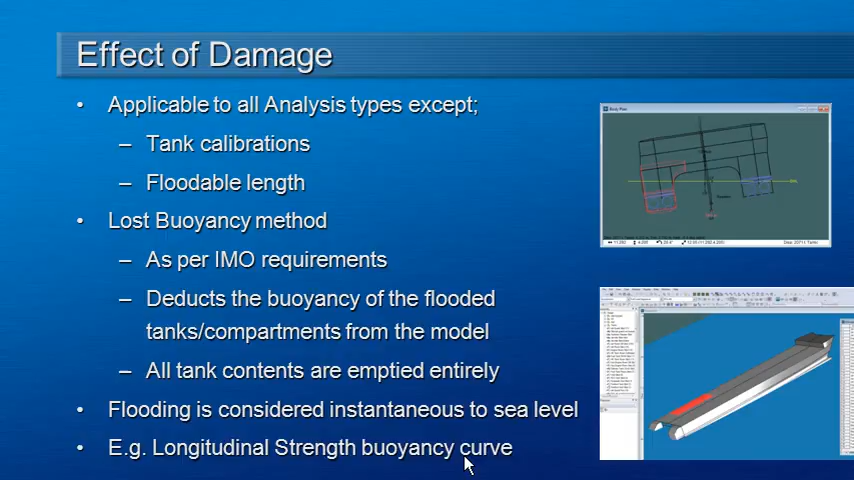 Effect of Damage
• Applicable to all Analysis types except;
– Tank calibrations
– Floodable length
• Lost Buoyancy method
– As per IMO requirements
– Deducts the buoyancy of the flooded
tanks/compartments from the model
– All tank contents are emptied entirely
• Flooding is considered instantaneous to sea level
• E.g. Longitudinal Strength buoyancy curve
Body Plan